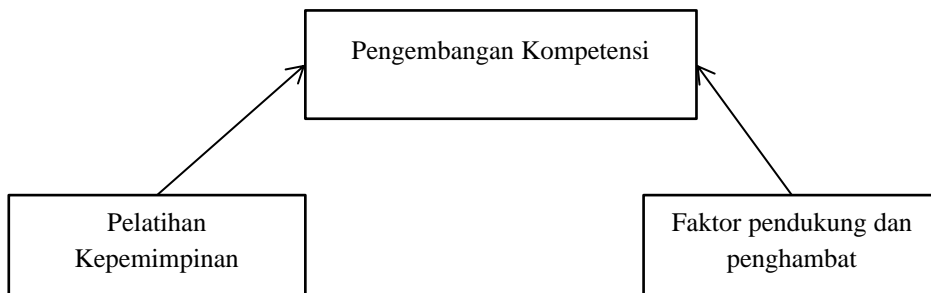 Pengembangan Kompetensi
Pelatihan
Kepemimpinan
Faktor pendukung dan
penghambat